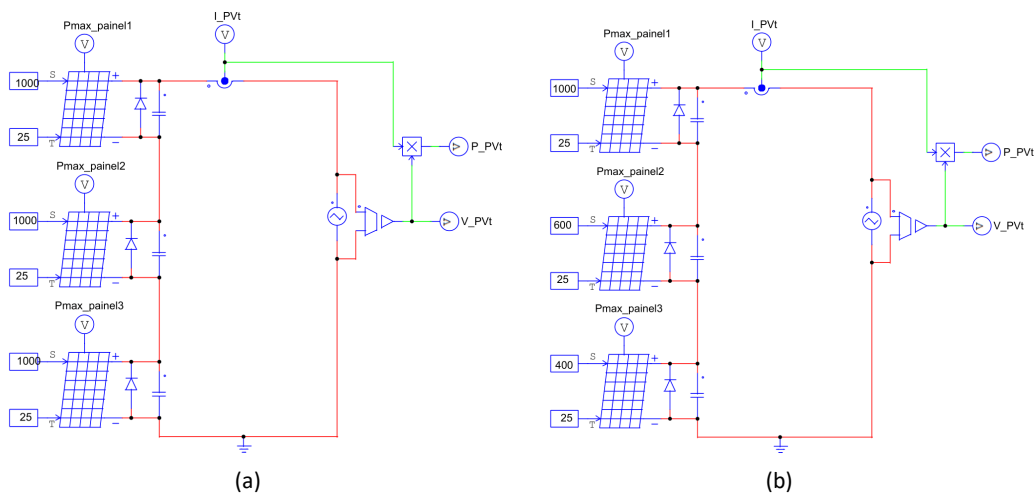 I_PVt
Pmax_painel1
V
V
1000
S
+
25
T
−
P_PVt
V
Pmax_painel2
V
1000
S
+
V
V_PVt
25
T
−
Pmax_painel3
V
1000
S
+
25
T
−
(a)
I_PVt
Pmax_painel1
V
V
1000
S
+
25
T
−
P_PVt
V
Pmax_painel2
V
600
S
+
V
V_PVt
25
T
−
Pmax_painel3
V
400
S
+
25
T
−
(b)